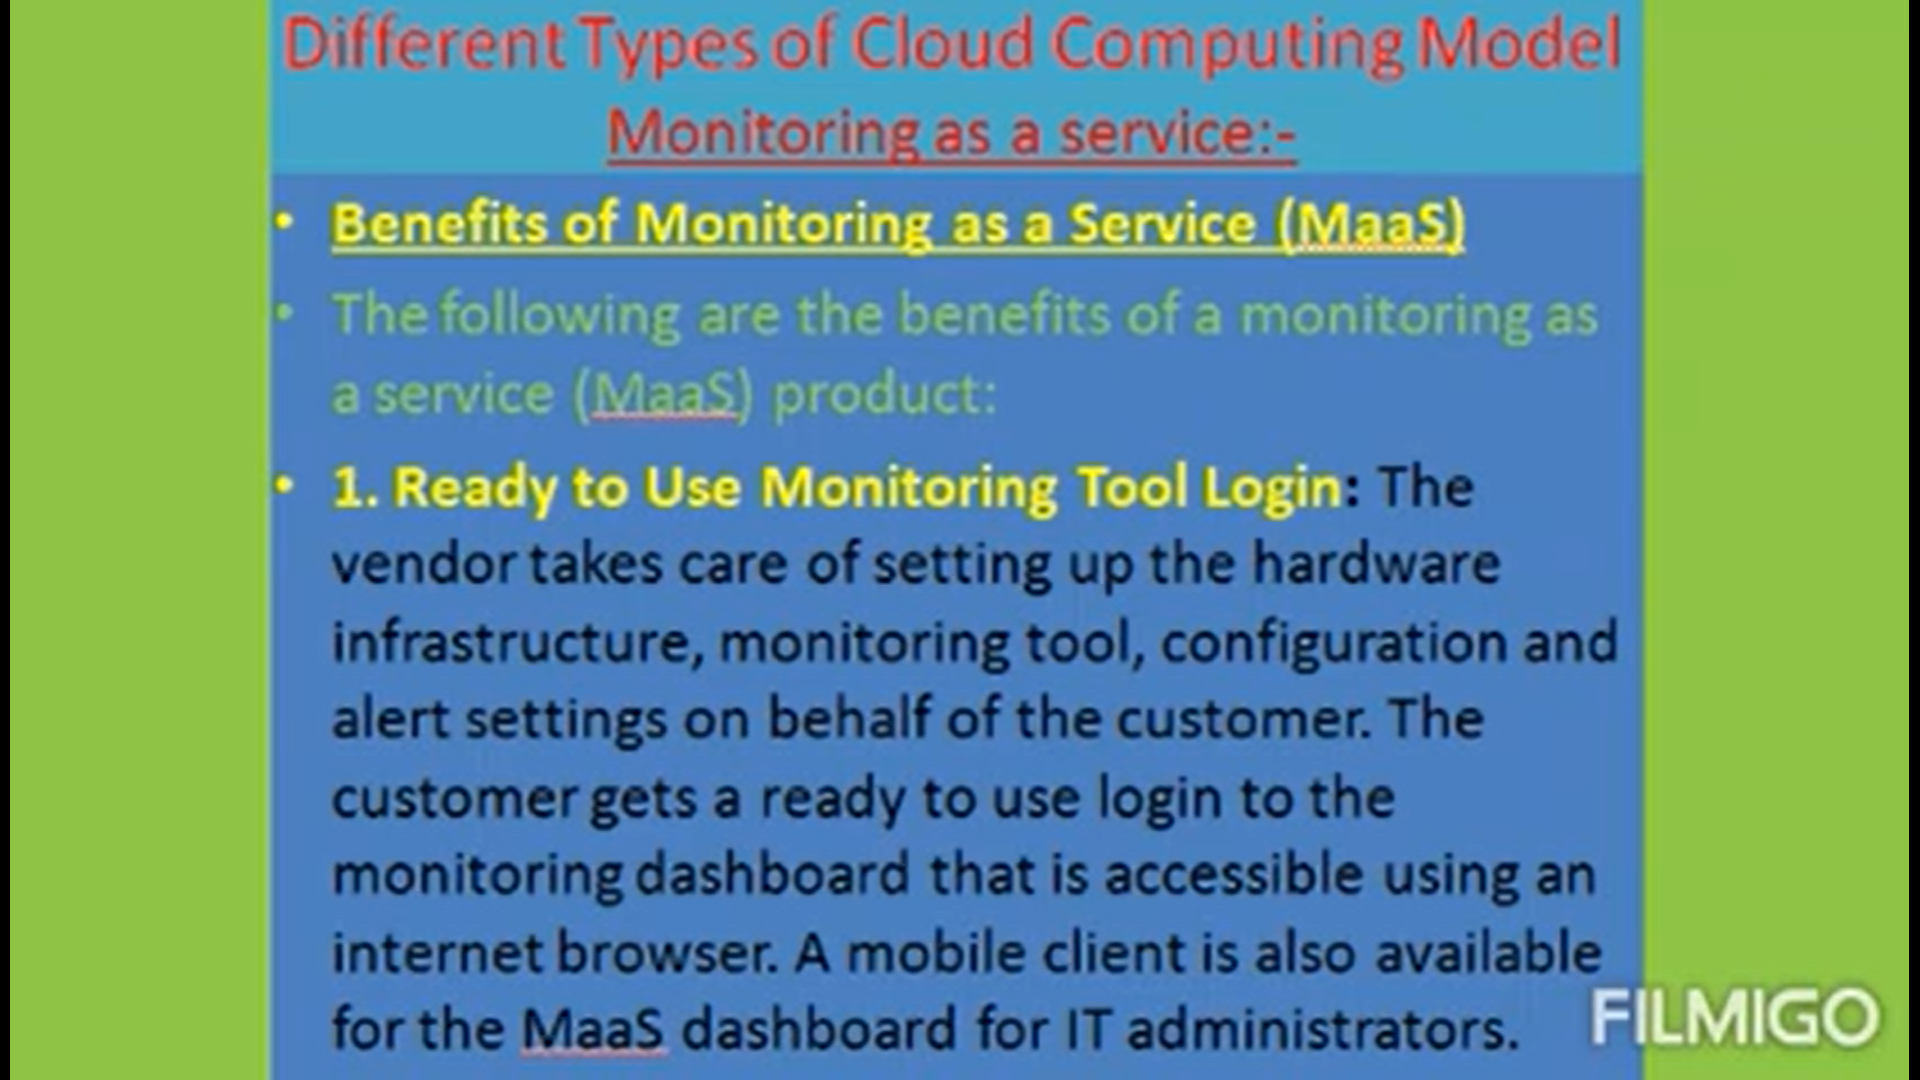 Different Types of Cloud Computing Model
Monitoring as a service:-
• Benefits of Monitoring as a Service (MaaS)
• The following are the benefits of a monitoring as
a service (MaaS) product:
• 1. Ready to Use Monitoring Tool Login: The
vendor takes care of setting up the hardware
infrastructure, monitoring tool, configuration and
alert settings on behalf of the customer. The
customer gets a ready to use login to the
monitoring dashboard that is accessible using an
internet browser. A mobile client is also available
for the MaaS dashboard for IT administrators.
FILMIGO